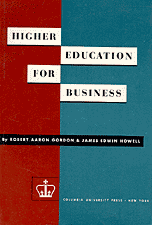 HIGHER
EDUCATION
FOR
BUSINESS
By ROBERT AARON GORDON & JAMES EDWIN HOWELL
COLUMBIA UNIVERSITY PRESS · NEW YORK